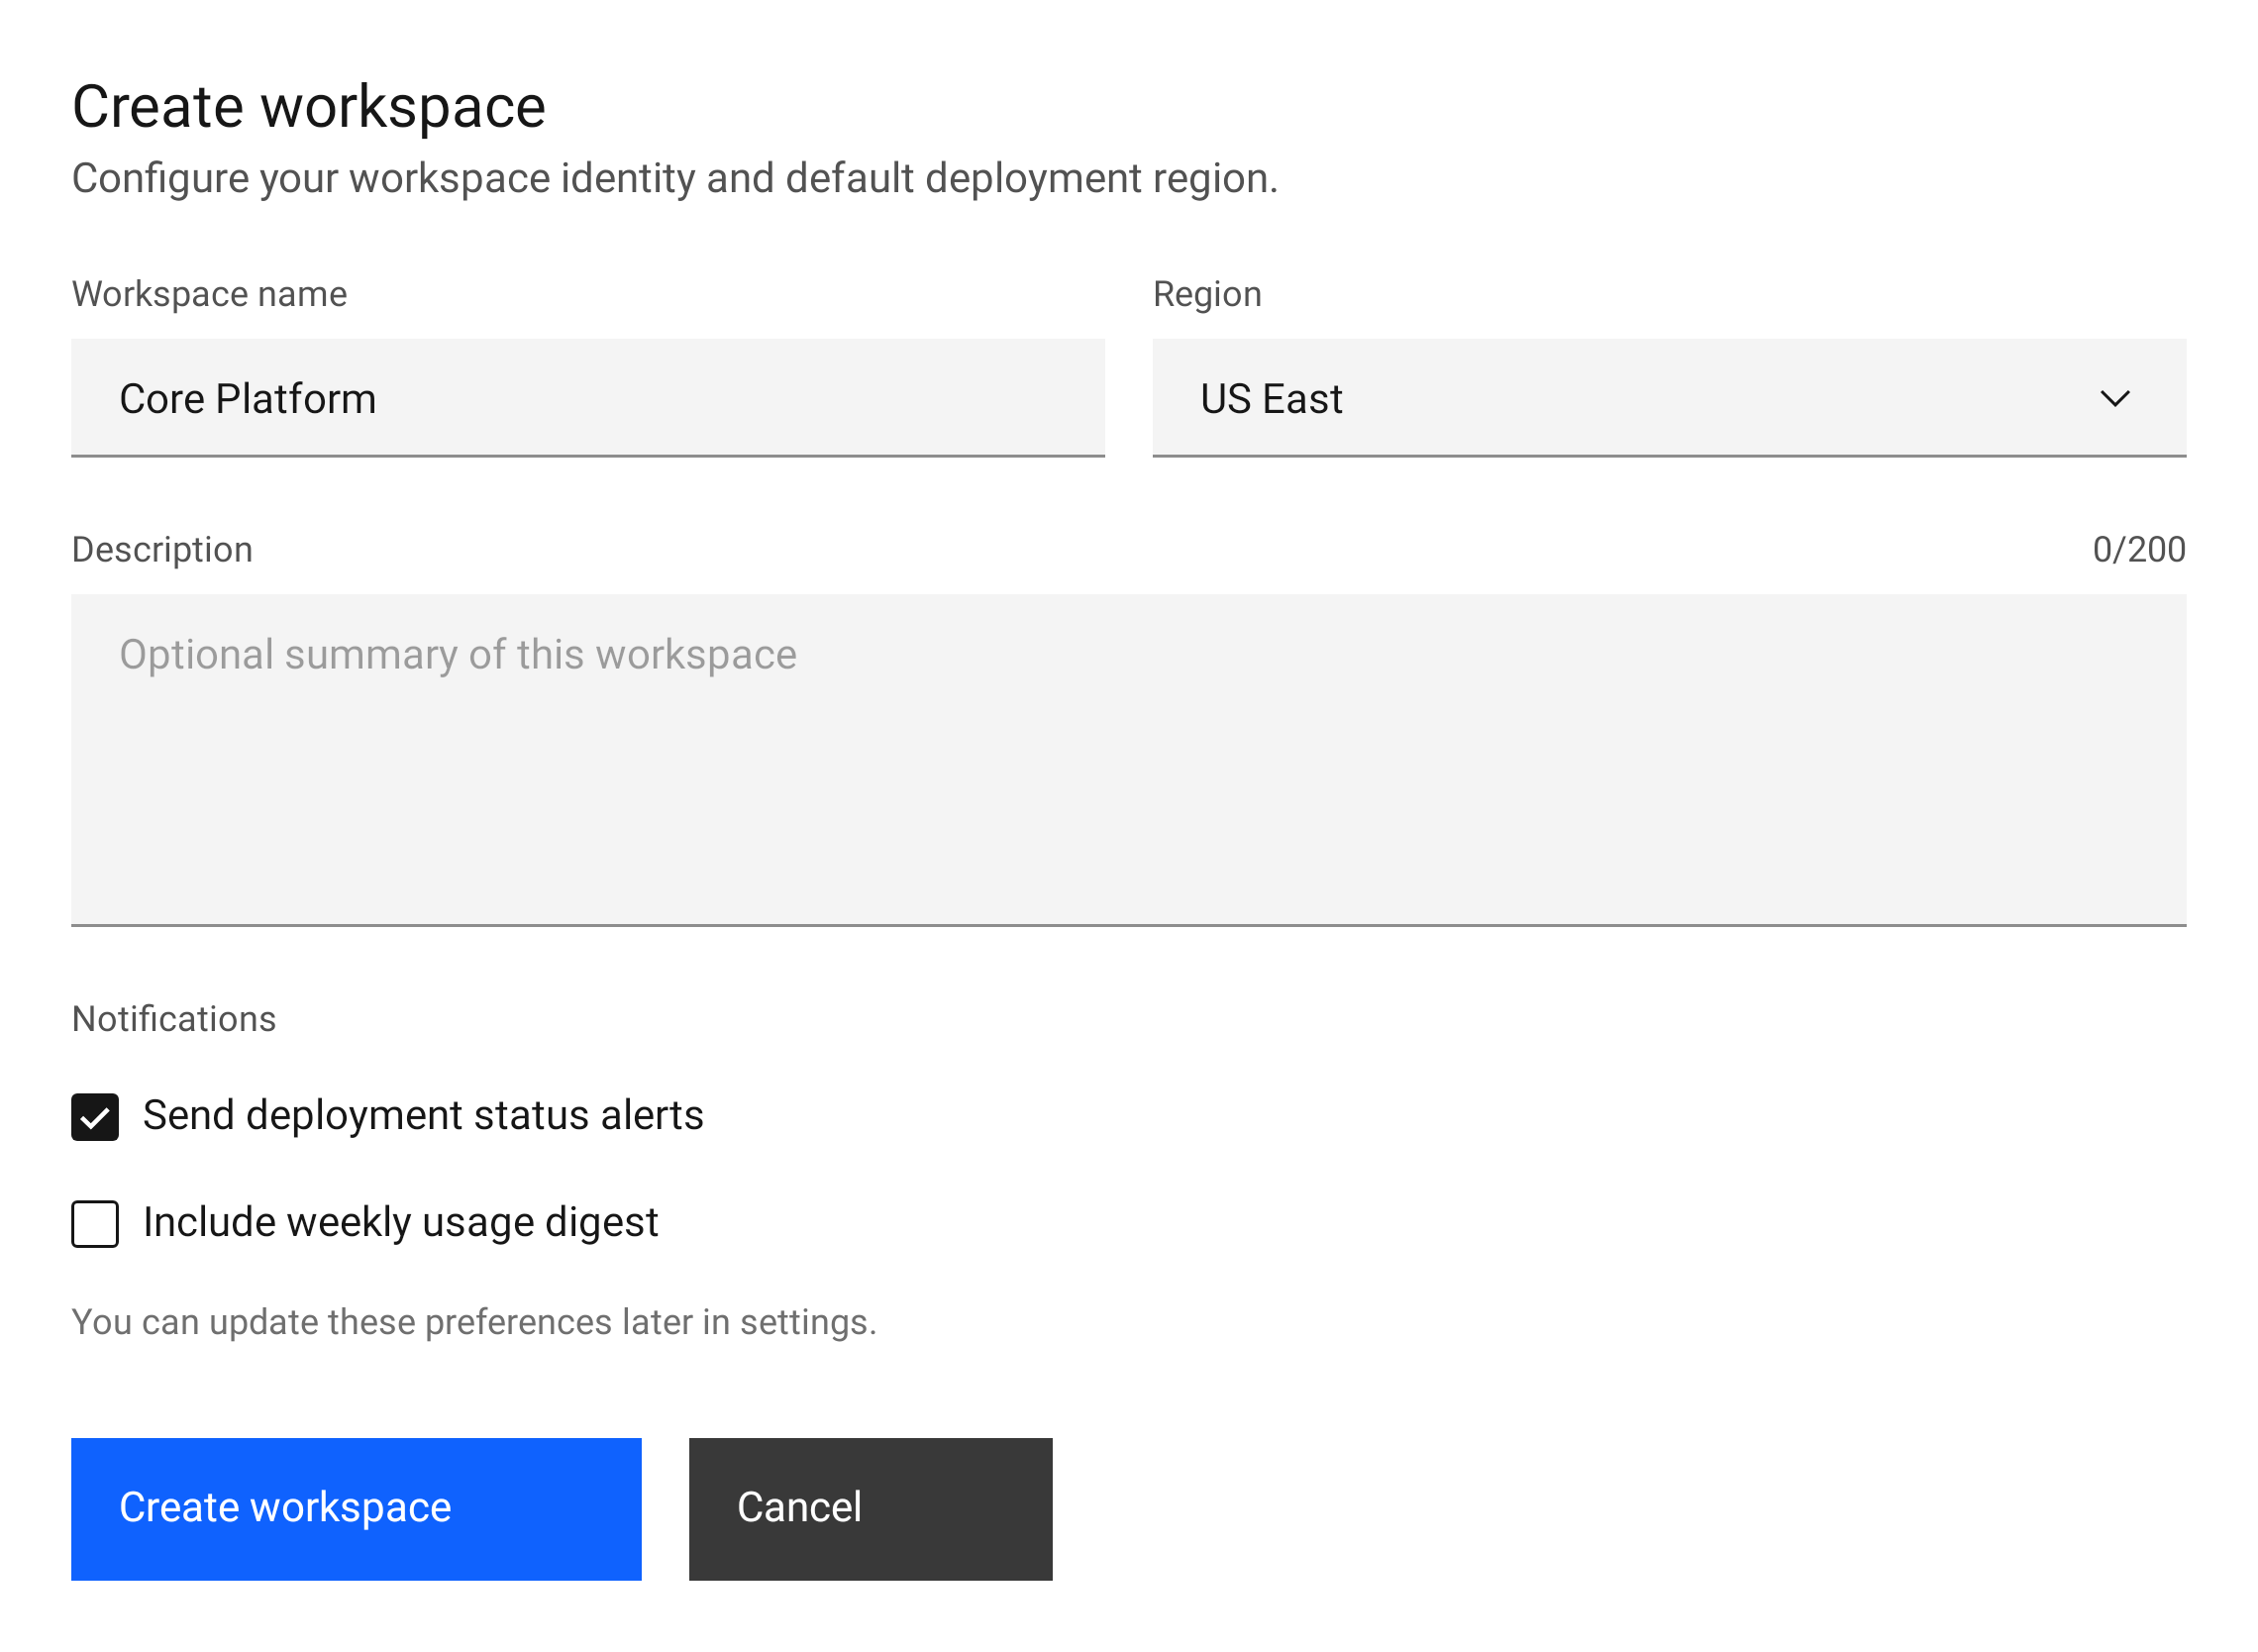 Create workspace
Configure your workspace identity and default deployment region.
Workspace name
Region
Core Platform
US East
Description
0/200
Optional summary of this workspace
Notifications
Send deployment status alerts
Include weekly usage digest
You can update these preferences later in settings.
Create workspace
Cancel